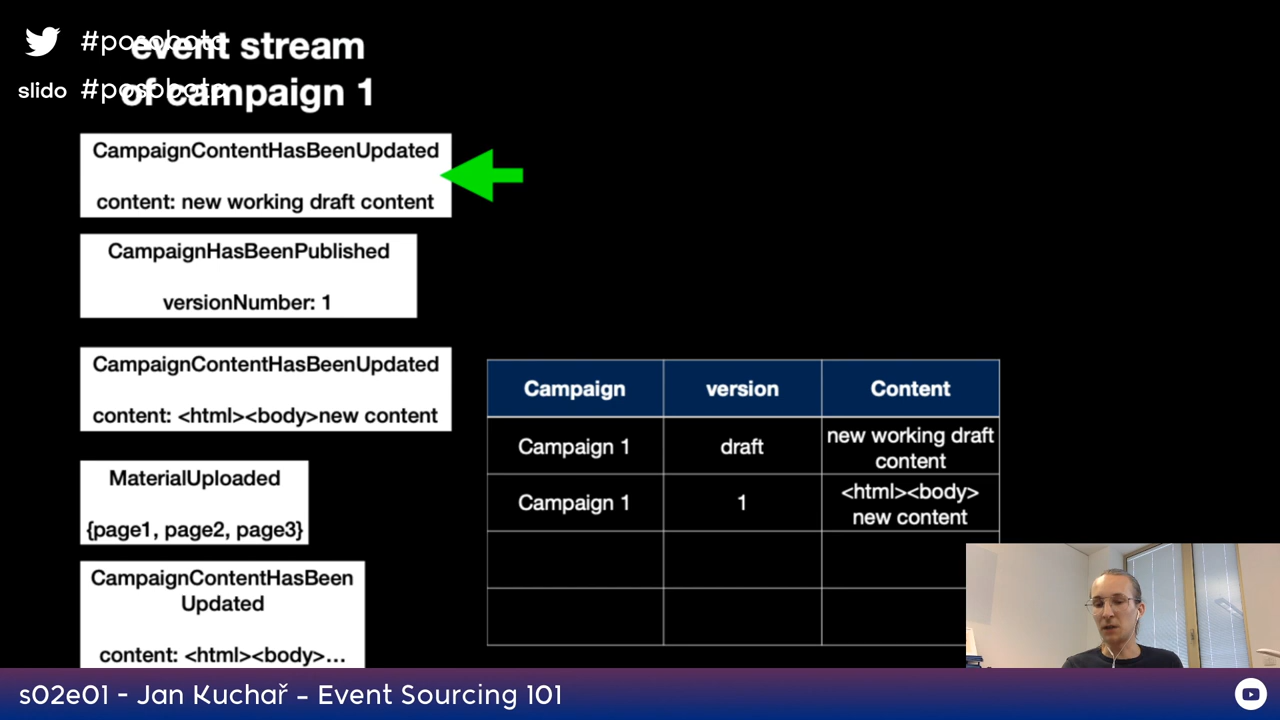 #posobota
event stream
slido #posobota
of campaign 1
CampaignContentHasBeenUpdated
content: new working draft content
CampaignHasBeenPublished
versionNumber: 1
CampaignContentHasBeenUpdated
content: <html><body>new content
MaterialUploaded
{page1, page2, page3}
CampaignContentHasBeen
Updated
content: <html><body>...
Campaign version Content
Campaign 1 draft new working draft
content
Campaign 1 1 <html><body>
new content
s02e01 - Jan Kuchař - Event Sourcing 101